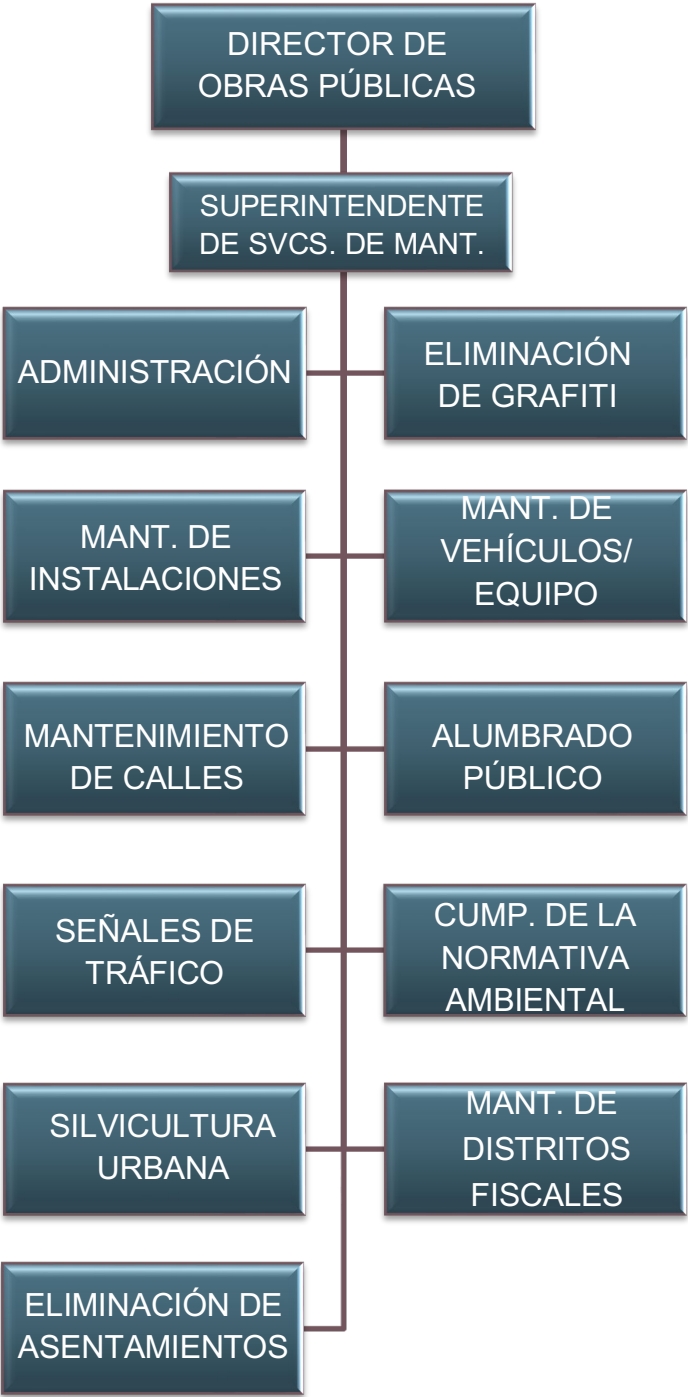 DIRECTOR DE
OBRAS PÚBLICAS
SUPERINTENDENTE
DE SVCS. DE MANT.
ADMINISTRACIÓN
ELIMINACIÓN
DE GRAFITI
MANT. DE
INSTALACIONES
MANT. DE
VEHÍCULOS/
EQUIPO
MANTENIMIENTO
DE CALLES
ALUMBRADO
PÚBLICO
SEÑALES DE
TRÁFICO
CUMP. DE LA
NORMATIVA
AMBIENTAL
SILVICULTURA
URBANA
MANT. DE
DISTRITOS
FISCALES
ELIMINACIÓN DE
ASENTAMIENTOS